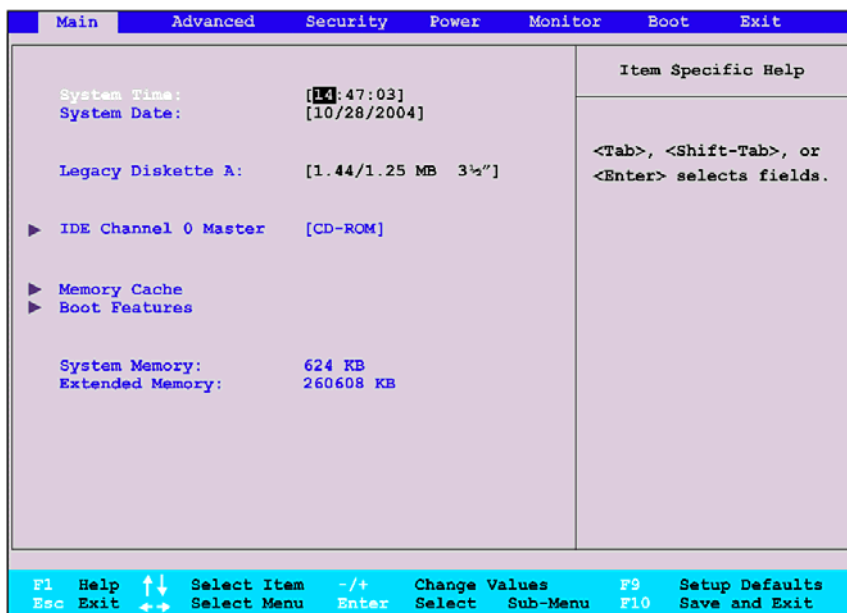 Main Advanced Security Power Monitor Boot Exit
Item Specific Help
System Time: [14:47:03]
System Date: [10/28/2004]
<Tab>, <Shift-Tab>, or
<Enter> selects fields.
Legacy Diskette A: [1.44/1.25 MB 3½"]
IDE Channel 0 Master [CD-ROM]
Memory Cache
Boot Features
System Memory: 624 KB
Extended Memory: 260608 KB
F1 Help ↑↓ Select Item -/+ Change Values F9 Setup Defaults
Esc Exit ←→ Select Menu Enter Select Sub-Menu F10 Save and Exit